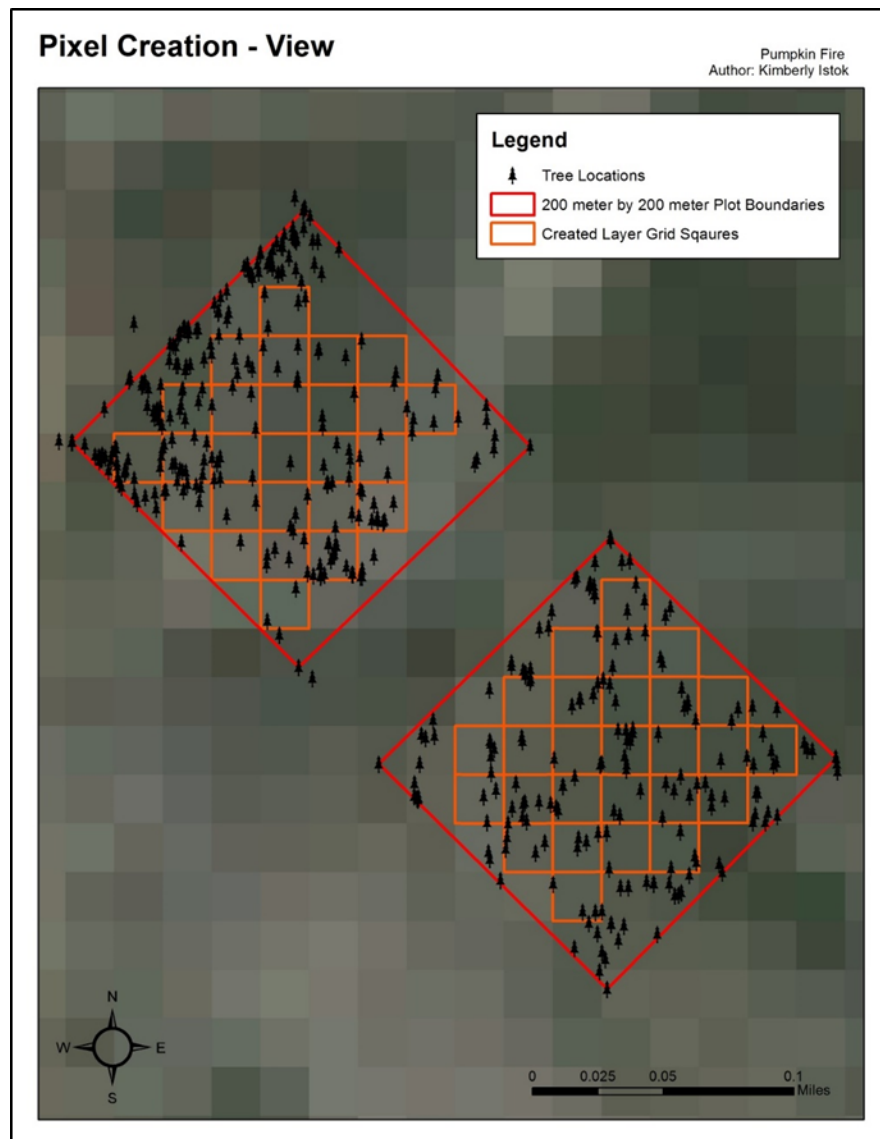 Pixel Creation - View
Pumpkin Fire
Author: Kimberly Istok
Legend
Tree Locations
200 meter by 200 meter Plot Boundaries
Created Layer Grid Sqaures
N
W E
S
0 0.025 0.05 0.1
Miles